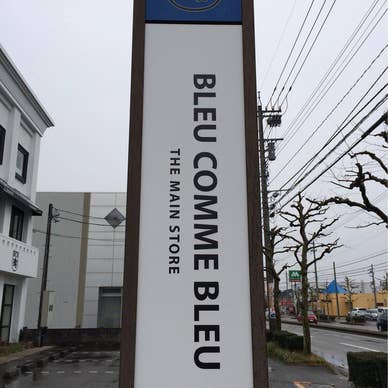 BLEU COMME BLEU
THE MAIN STORE